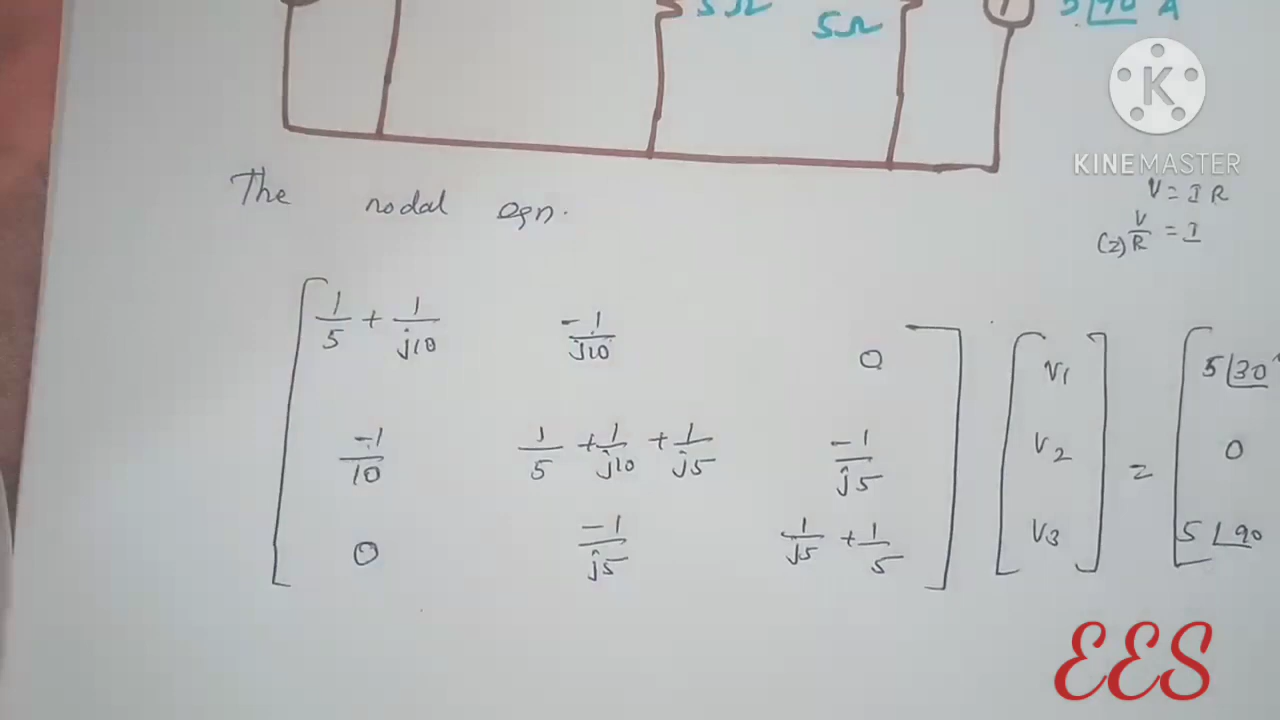 5Ω
5Ω
5∠90 A
K
KINEMASTER
The nodal eqn.
V = I R
(z) V/R = I
[ 1/5 + 1/j10   -1/j10   0 ] [ V1 ] = [ 5∠30°
[ -1/10   1/5 + 1/j10 + 1/j5   -1/j5 ] [ V2 ] = [ 0
[ 0   -1/j5   1/j5 + 1/5 ] [ V3 ] = [ 5∠90
EES